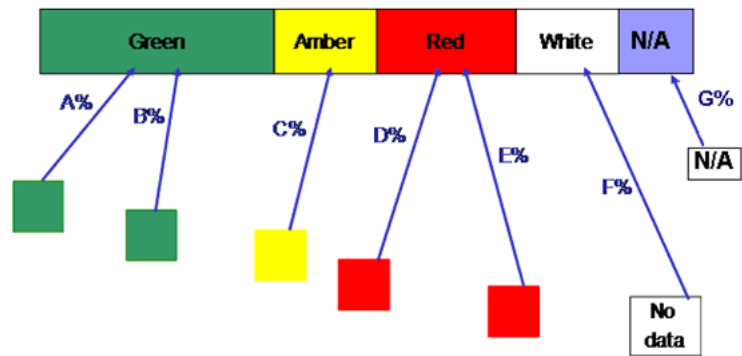 Green Amber Red White N/A
A% B% C% D% E% F% G%
N/A
No
data